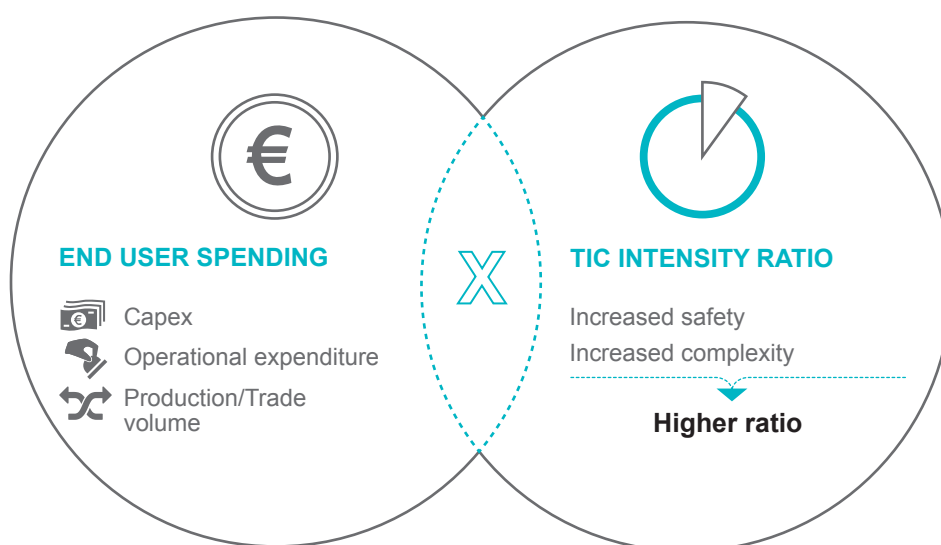 €
END USER SPENDING
€
Capex
Operational expenditure
Production/Trade
volume
X
TIC INTENSITY RATIO
Increased safety
Increased complexity
Higher ratio